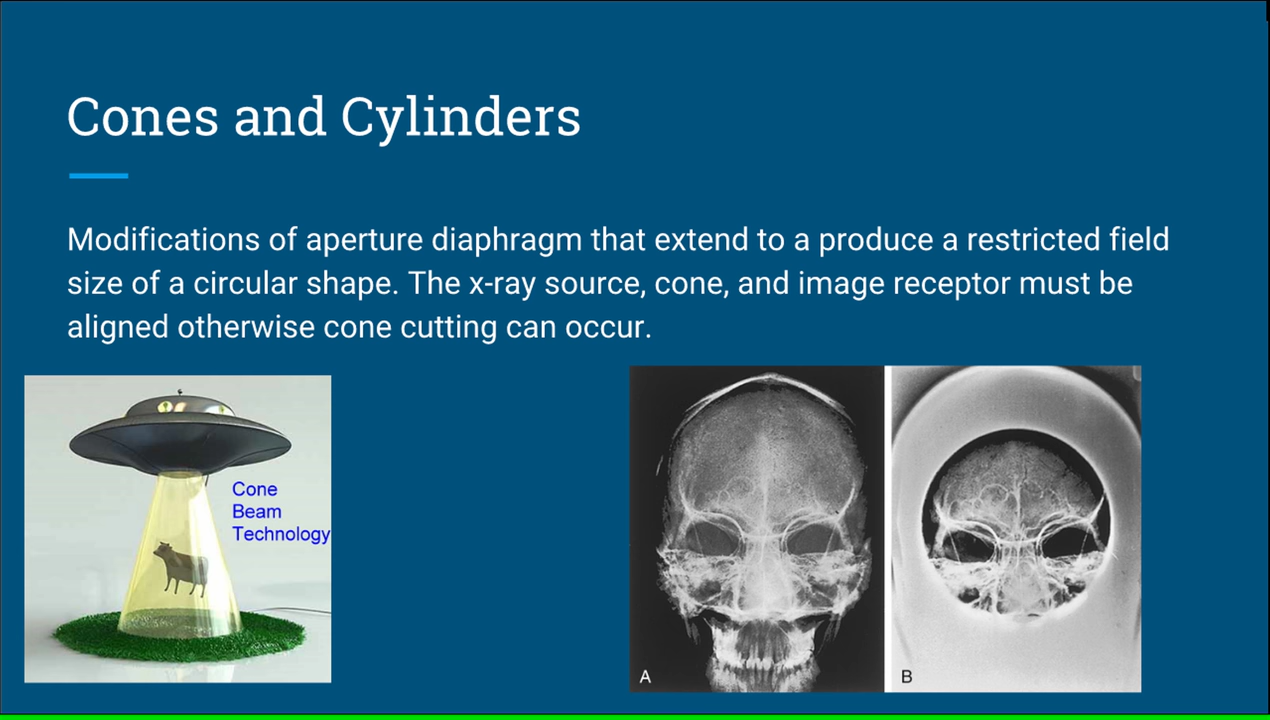 Cones and Cylinders
Modifications of aperture diaphragm that extend to a produce a restricted field
size of a circular shape. The x-ray source, cone, and image receptor must be
aligned otherwise cone cutting can occur.
Cone
Beam
Technology
A
B